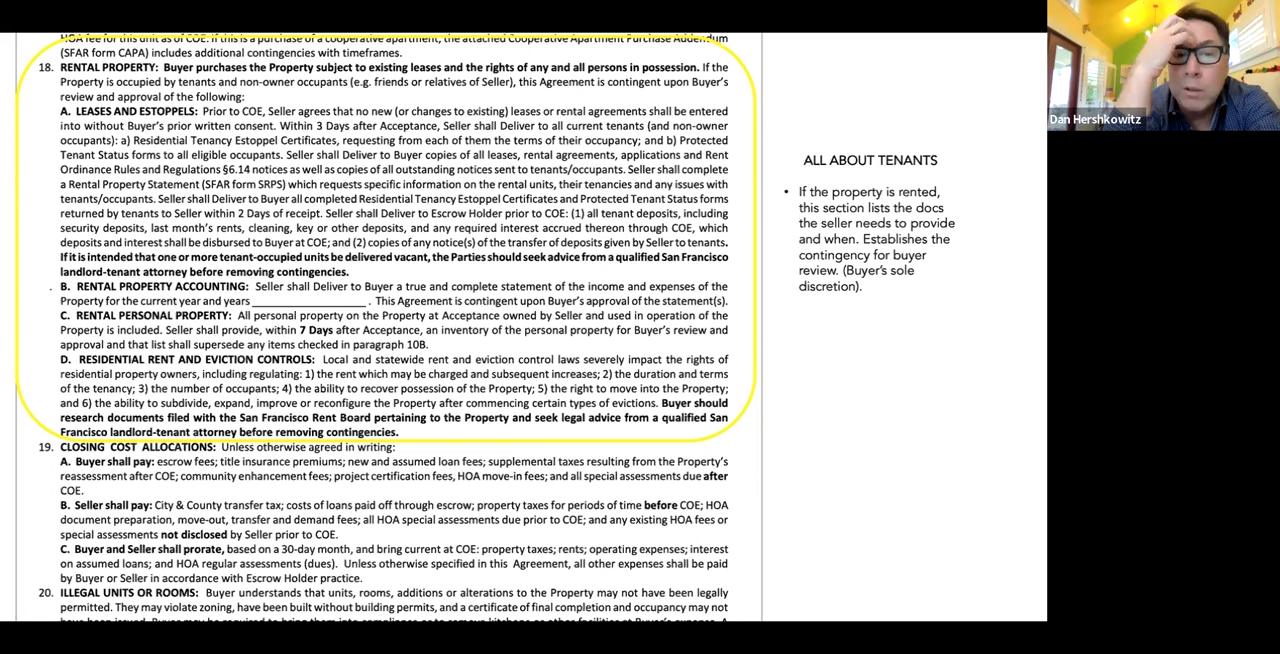 HOA fee for this unit as of COE. If this is a purchase of a cooperative apartment, the attached Cooperative Apartment Purchase Addendum
(SFAR form CAPA) includes additional contingencies with timeframes.
18. RENTAL PROPERTY: Buyer purchases the Property subject to existing leases and the rights of any and all persons in possession. If the
Property is occupied by tenants and non-owner occupants (e.g. friends or relatives of Seller), this Agreement is contingent upon Buyer's
review and approval of the following:
A. LEASES AND ESTOPPELS: Prior to COE, Seller agrees that no new (or changes to existing) leases or rental agreements shall be entered
into without Buyer's prior written consent. Within 3 Days after Acceptance, Seller shall Deliver to all current tenants (and non-owner
occupants): a) Residential Tenancy Estoppel Certificates, requesting from each of them the terms of their occupancy; and b) Protected
Tenant Status forms to all eligible occupants. Seller shall Deliver to Buyer copies of all leases, rental agreements, applications and Rent
Ordinance Rules and Regulations §6.14 notices as well as copies of all outstanding notices sent to tenants/occupants. Seller shall complete
a Rental Property Statement (SFAR form SRPS) which requests specific information on the rental units, their tenancies and any issues with
tenants/occupants. Seller shall Deliver to Buyer all completed Residential Tenancy Estoppel Certificates and Protected Tenant Status forms
returned by tenants to Seller within 2 Days of receipt. Seller shall Deliver to Escrow Holder prior to COE: (1) all tenant deposits, including
security deposits, last month's rents, cleaning, key or other deposits, and any required interest accrued thereon through COE, which
deposits and interest shall be disbursed to Buyer at COE; and (2) copies of any notice(s) of the transfer of deposits given by Seller to tenants.
If it is intended that one or more tenant-occupied units be delivered vacant, the Parties should seek advice from a qualified San Francisco
landlord-tenant attorney before removing contingencies.
. B. RENTAL PROPERTY ACCOUNTING: Seller shall Deliver to Buyer a true and complete statement of the income and expenses of the
Property for the current year and years ________________ . This Agreement is contingent upon Buyer's approval of the statement(s).
C. RENTAL PERSONAL PROPERTY: All personal property on the Property at Acceptance owned by Seller and used in operation of the
Property is included. Seller shall provide, within 7 Days after Acceptance, an inventory of the personal property for Buyer's review and
approval and that list shall supersede any items checked in paragraph 10B.
D. RESIDENTIAL RENT AND EVICTION CONTROLS: Local and statewide rent and eviction control laws severely impact the rights of
residential property owners, including regulating: 1) the rent which may be charged and subsequent increases; 2) the duration and terms
of the tenancy; 3) the number of occupants; 4) the ability to recover possession of the Property; 5) the right to move into the Property;
and 6) the ability to subdivide, expand, improve or reconfigure the Property after commencing certain types of evictions. Buyer should
research documents filed with the San Francisco Rent Board pertaining to the Property and seek legal advice from a qualified San
Francisco landlord-tenant attorney before removing contingencies.
19. CLOSING COST ALLOCATIONS: Unless otherwise agreed in writing:
A. Buyer shall pay: escrow fees; title insurance premiums; new and assumed loan fees; supplemental taxes resulting from the Property's
reassessment after COE; community enhancement fees; project certification fees, HOA move-in fees; and all special assessments due after
COE.
B. Seller shall pay: City & County transfer tax; costs of loans paid off through escrow; property taxes for periods of time before COE; HOA
document preparation, move-out, transfer and demand fees; all HOA special assessments due prior to COE; and any existing HOA fees or
special assessments not disclosed by Seller prior to COE.
C. Buyer and Seller shall prorate, based on a 30-day month, and bring current at COE: property taxes; rents; operating expenses; interest
on assumed loans; and HOA regular assessments (dues). Unless otherwise specified in this Agreement, all other expenses shall be paid
by Buyer or Seller in accordance with Escrow Holder practice.
20. ILLEGAL UNITS OR ROOMS: Buyer understands that units, rooms, additions or alterations to the Property may not have been legally
permitted. They may violate zoning, have been built without building permits, and a certificate of final completion and occupancy may not
Dan Hershkowitz
ALL ABOUT TENANTS
• If the property is rented,
this section lists the docs
the seller needs to provide
and when. Establishes the
contingency for buyer
review. (Buyer's sole
discretion).